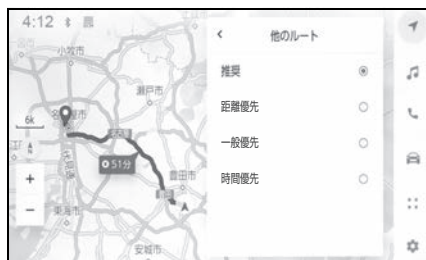 4:12
他のルート
推奨
距離優先
一般優先
時間優先
小牧市
瀬戸市
6k
51分
豊田市
東海市
安城市
+
−